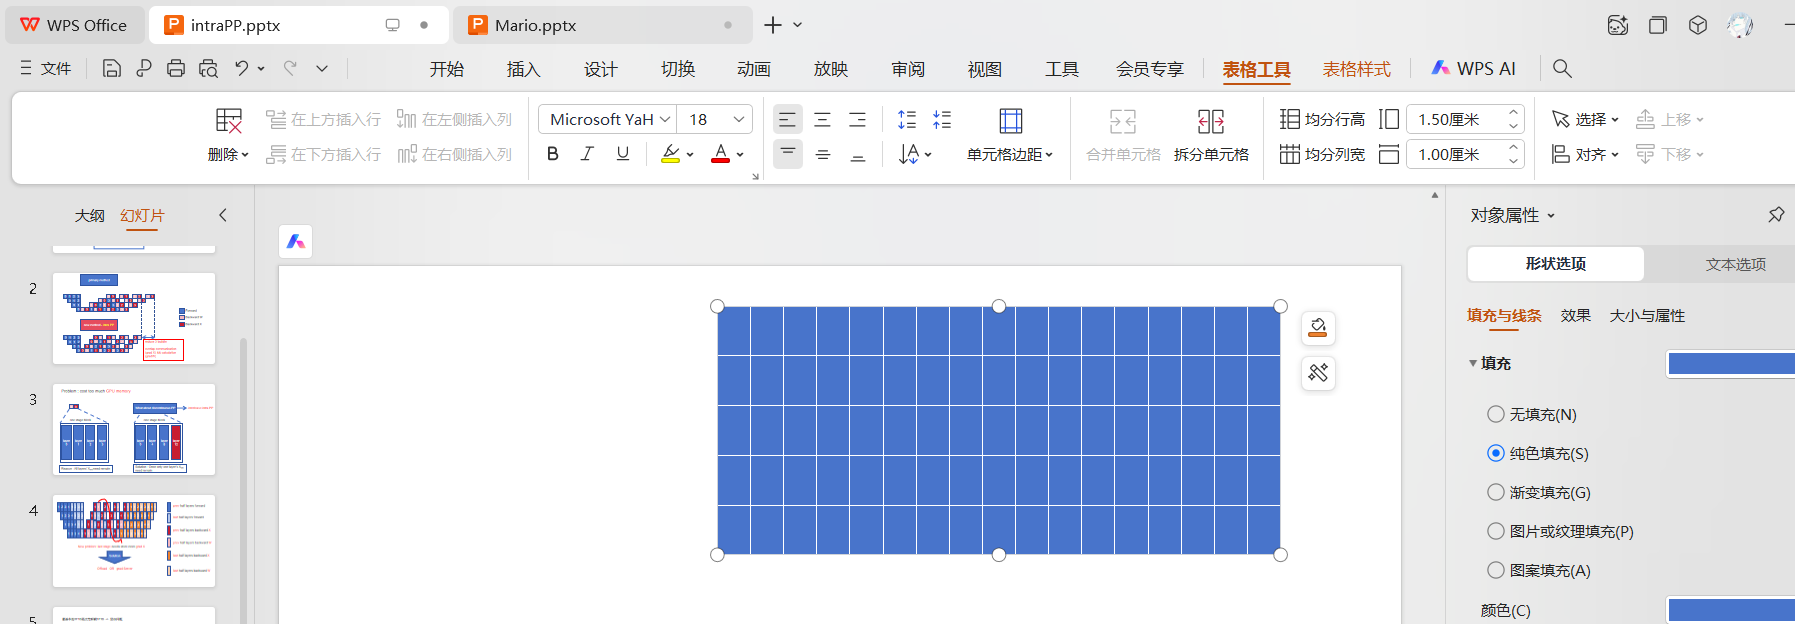 WPS Office
intraPP.pptx
Mario.pptx
文件
开始 插入 设计 切换 动画 放映 审阅 视图 工具 会员专享 表格工具 表格样式 WPS AI
删除
在上方插入行 在左侧插入列
在下方插入行 在右侧插入列
Microsoft YaH 18
B I U A
单元格边距
合并单元格 拆分单元格
均分行高 1.50厘米
均分列宽 1.00厘米
选择 上移
对齐 下移
大纲 幻灯片
2
3
Problem : cost too much GPU memory
4
5
对象属性
形状选项 文本选项
填充与线条 效果 大小与属性
填充
无填充(N)
纯色填充(S)
渐变填充(G)
图片或纹理填充(P)
图案填充(A)
颜色(C)